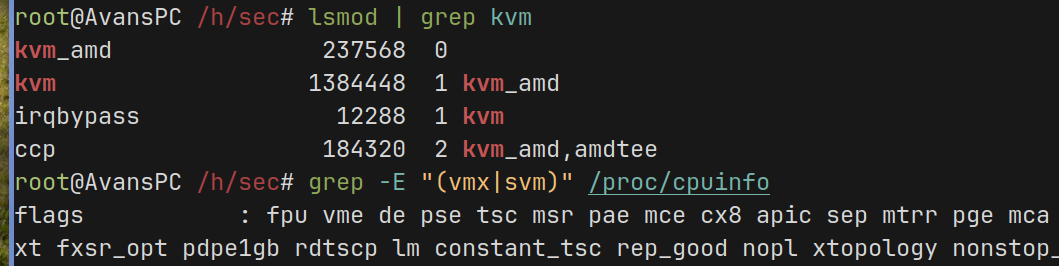 root@AvansPC /h/sec# lsmod | grep kvm
kvm_amd               237568  0
kvm                  1384448  1 kvm_amd
irqbypass              12288  1 kvm
ccp                   184320  2 kvm_amd,amdtee
root@AvansPC /h/sec# grep -E "(vmx|svm)" /proc/cpuinfo
flags           : fpu vme de pse tsc msr pae mce cx8 apic sep mtrr pge mca
xt fxsr_opt pdpe1gb rdtscp lm constant_tsc rep_good nopl xtopology nonstop_